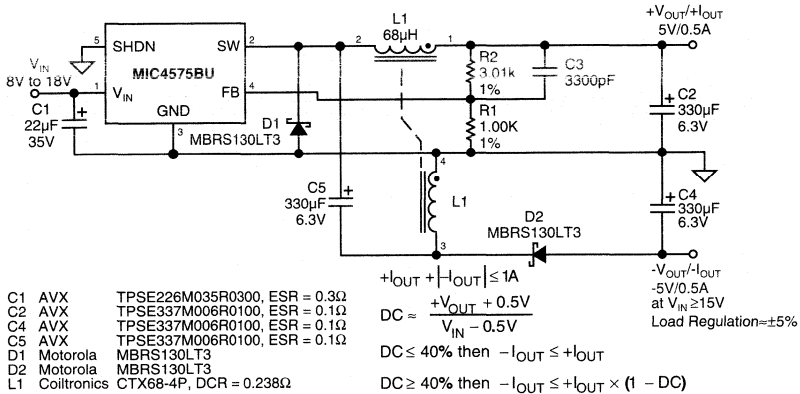 L1
68µH
2
1
+VOUT/+IOUT
5V/0.5A
5
SHDN
SW
2
MIC4575BU
VIN
8V to 18V
1
VIN
FB
4
GND
3
C1
22µF
35V
D1
MBRS130LT3
R2
3.01k
1%
C3
3300pF
R1
1.00K
1%
C2
330µF
6.3V
4
L1
3
C5
330µF
6.3V
D2
MBRS130LT3
C4
330µF
6.3V
-VOUT/-IOUT
-5V/0.5A
at VIN ≥15V
Load Regulation≈±5%
+IOUT + |−IOUT| ≤ 1A
DC ≈ +VOUT + 0.5V
VIN − 0.5V
DC ≤ 40% then −IOUT ≤ +IOUT
DC ≥ 40% then −IOUT ≤ +IOUT × (1 − DC)
C1 AVX TPSE226M035R0300, ESR = 0.3Ω
C2 AVX TPSE337M006R0100, ESR = 0.1Ω
C4 AVX TPSE337M006R0100, ESR = 0.1Ω
C5 AVX TPSE337M006R0100, ESR = 0.1Ω
D1 Motorola MBRS130LT3
D2 Motorola MBRS130LT3
L1 Coiltronics CTX68-4P, DCR = 0.238Ω